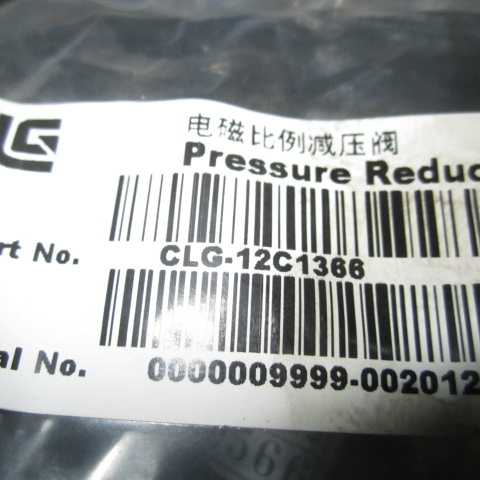 LG
电磁比例减压阀
Pressure Reduc
rt No. CLG-12C1366
al No. 0000009999-002012